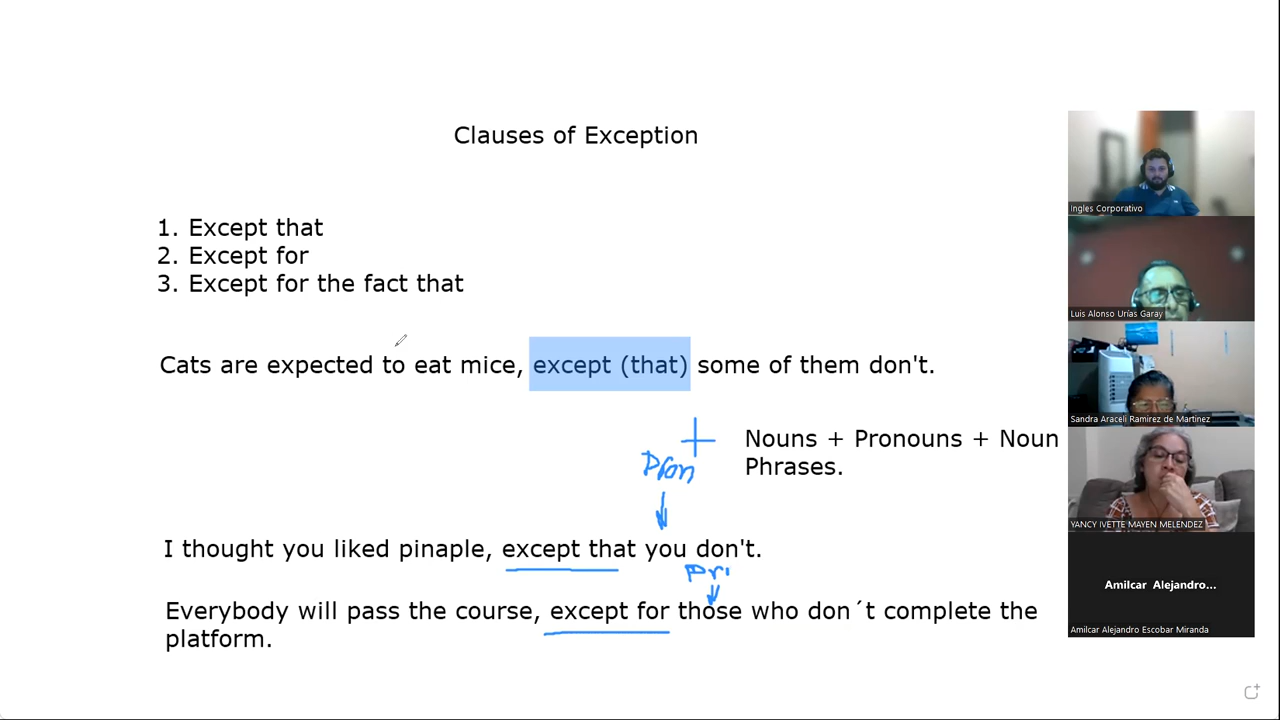 Clauses of Exception
1. Except that
2. Except for
3. Except for the fact that
Cats are expected to eat mice, except (that) some of them don't.
+ Nouns + Pronouns + Noun
Phrases.
Pron
I thought you liked pinaple, except that you don't.
Pr
Everybody will pass the course, except for those who don´t complete the
platform.
Ingles Corporativo
Luis Alonso Urías Garay
Sandra Araceli Ramirez de Martinez
YANCY IVETTE MAYEN MELENDEZ
Amilcar Alejandro...
Amilcar Alejandro Escobar Miranda